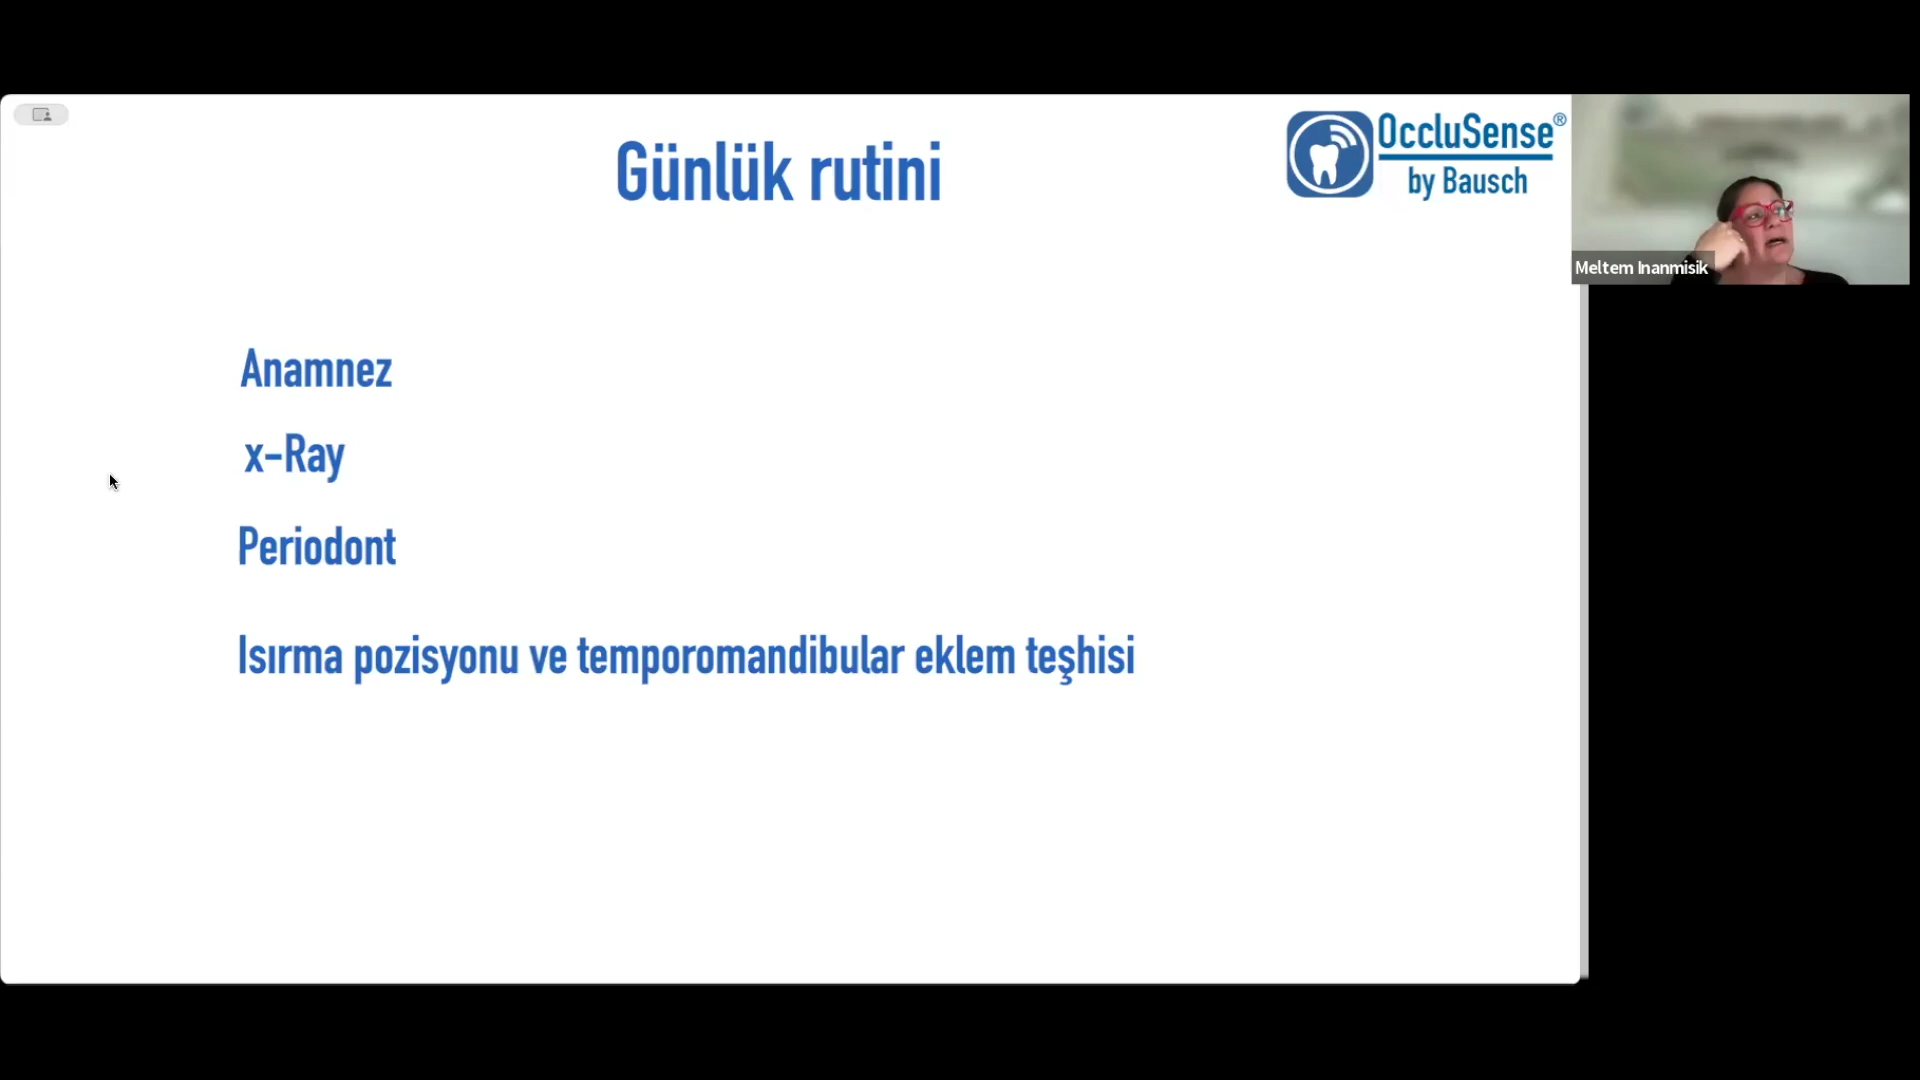 Günlük rutini
OccluSense®
by Bausch
Meltem Inanmisik
Anamnez
x-Ray
Periodont
Isırma pozisyonu ve temporomandibular eklem teşhisi